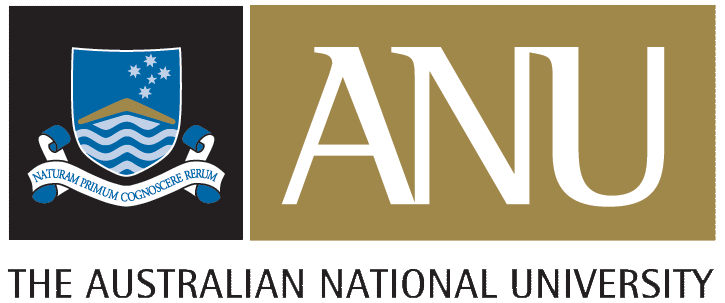 NATURAM PRIMUM COGNOSCERE RERUM
ANU
THE AUSTRALIAN NATIONAL UNIVERSITY